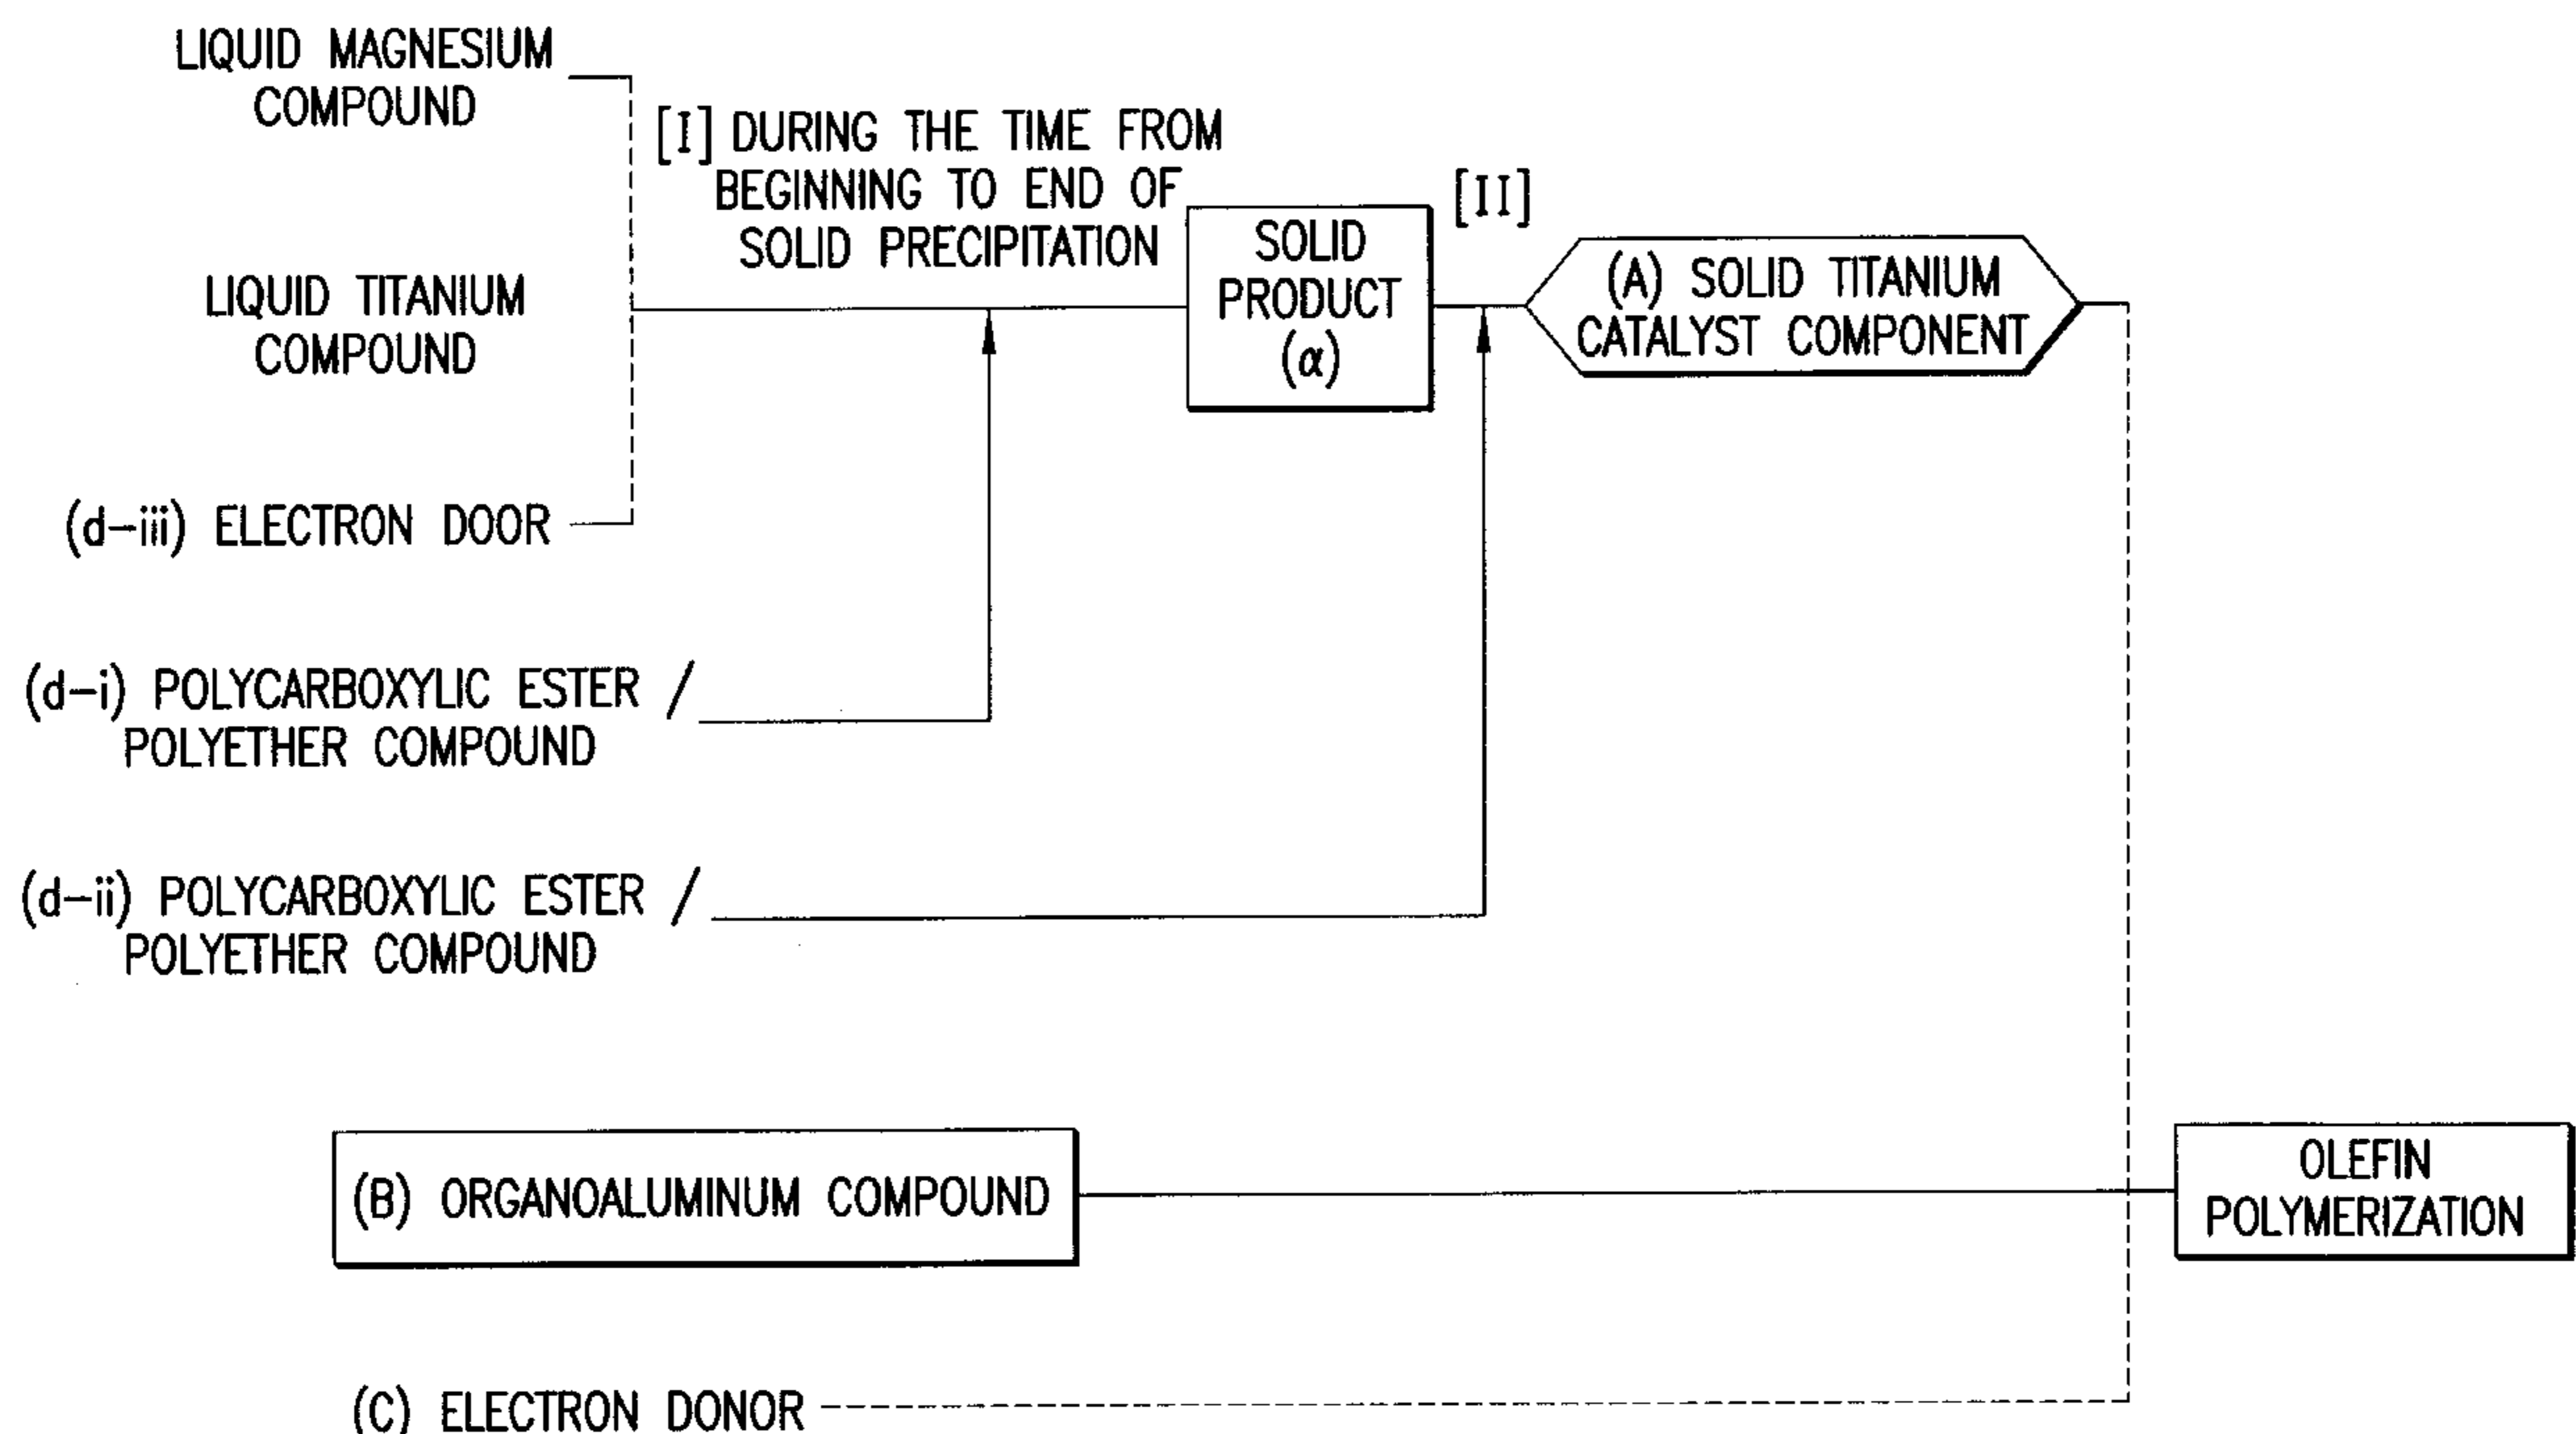 LIQUID MAGNESIUM
COMPOUND
[I] DURING THE TIME FROM
BEGINNING TO END OF
SOLID PRECIPITATION
LIQUID TITANIUM
COMPOUND
SOLID
PRODUCT
(α)
[II]
(A) SOLID TITANIUM
CATALYST COMPONENT
(d-iii) ELECTRON DOOR
(d-i) POLYCARBOXYLIC ESTER /
POLYETHER COMPOUND
(d-ii) POLYCARBOXYLIC ESTER /
POLYETHER COMPOUND
(B) ORGANOALUMINUM COMPOUND
OLEFIN
POLYMERIZATION
(C) ELECTRON DONOR